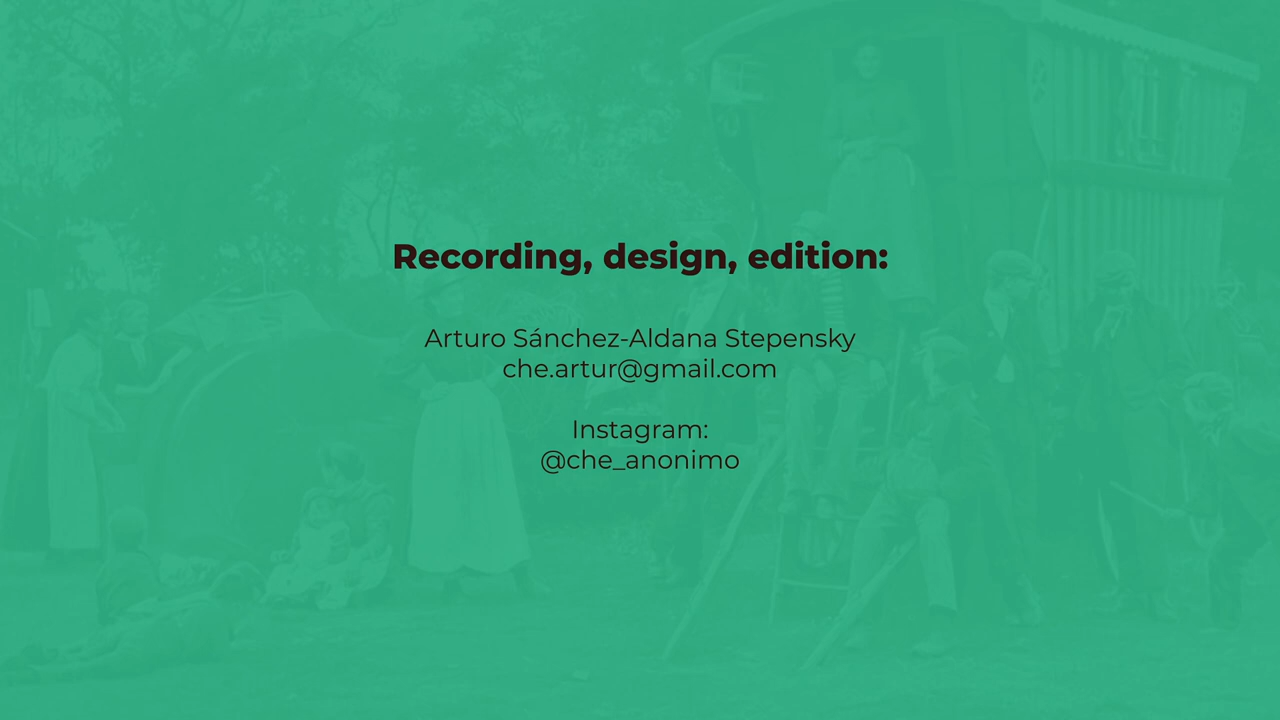 Recording, design, edition:
Arturo Sánchez-Aldana Stepensky
che.artur@gmail.com
Instagram:
@che_anonimo